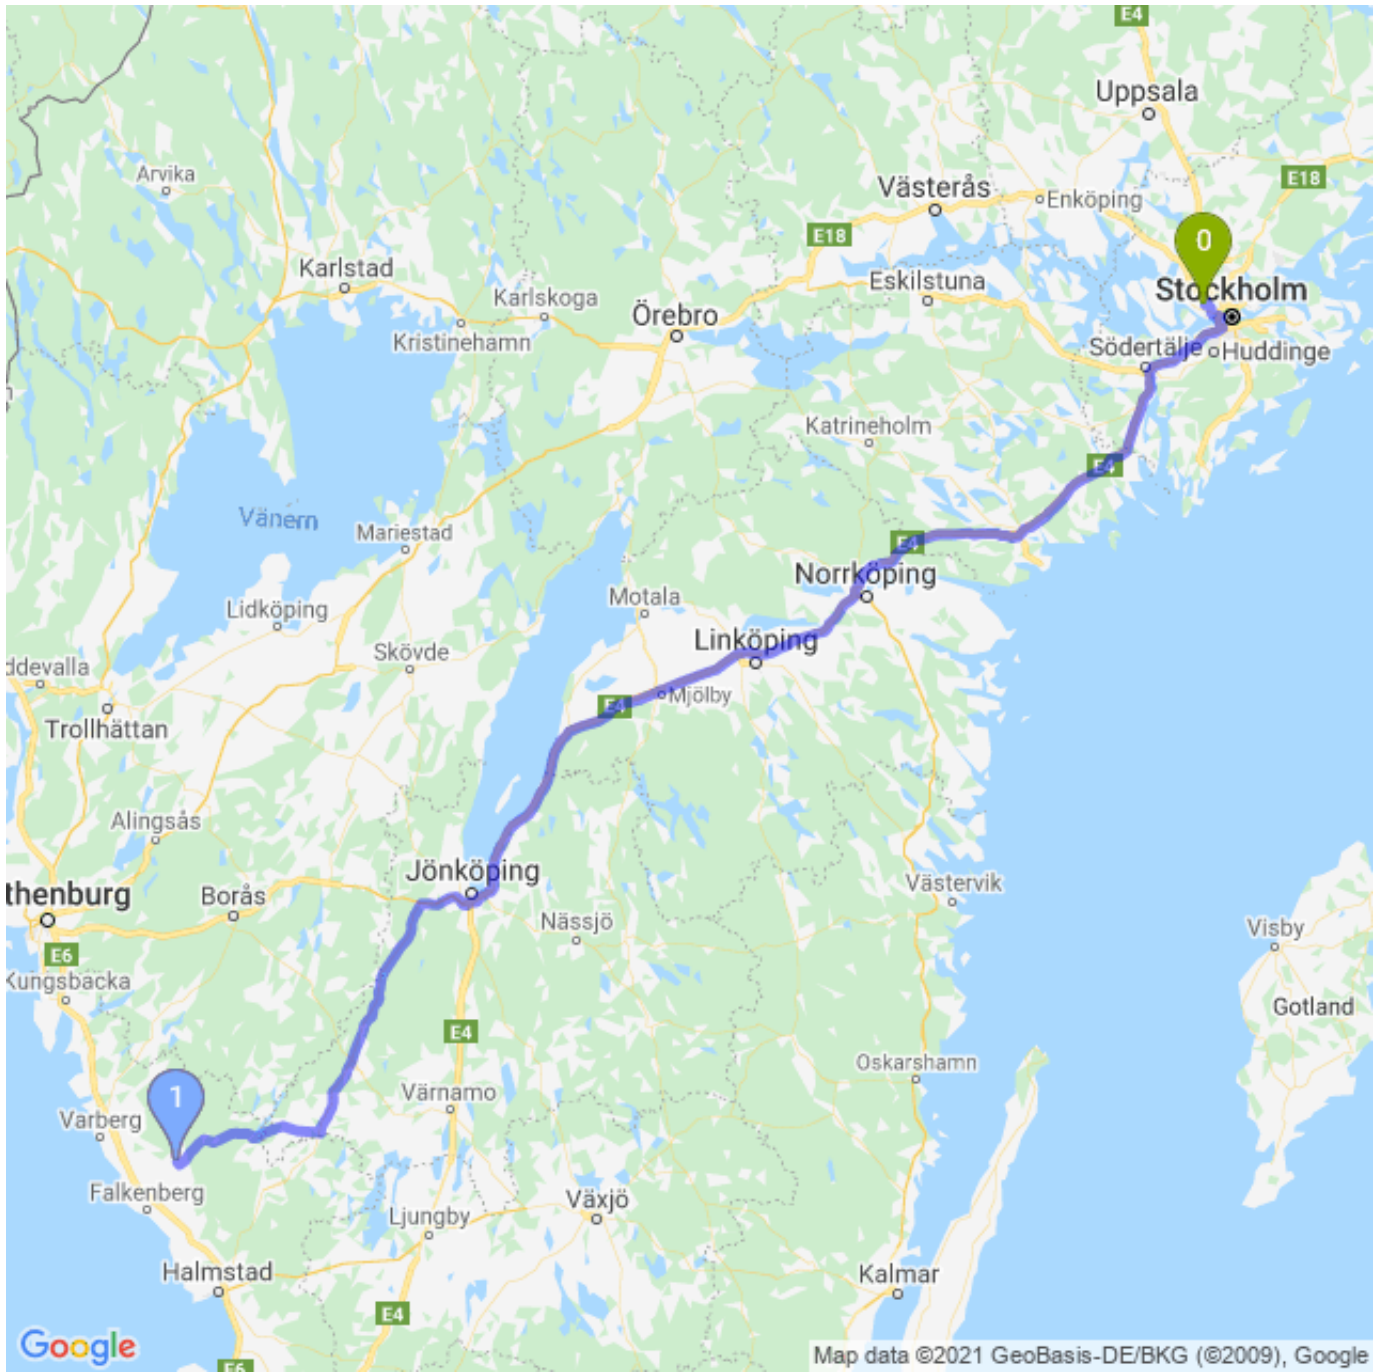 E4
Uppsala
Arvika
E18
Västerås
Enköping
E18
0
Karlstad
Eskilstuna
Stockholm
Karlskoga
Örebro
Kristinehamn
Södertälje
Huddinge
Katrineholm
E4
Vänern
Mariestad
E4
Norrköping
Motala
Lidköping
Linköping
Skövde
ddevalla
Mjölby
E4
Trollhättan
Alingsås
Jönköping
Västervik
thenburg
Borås
Nässjö
Visby
E6
Kungsbacka
Gotland
E4
Oskarshamn
1
Värnamo
Varberg
Falkenberg
Växjö
Ljungby
Halmstad
Kalmar
E4
Google
Map data ©2021 GeoBasis-DE/BKG (©2009), Google
E6